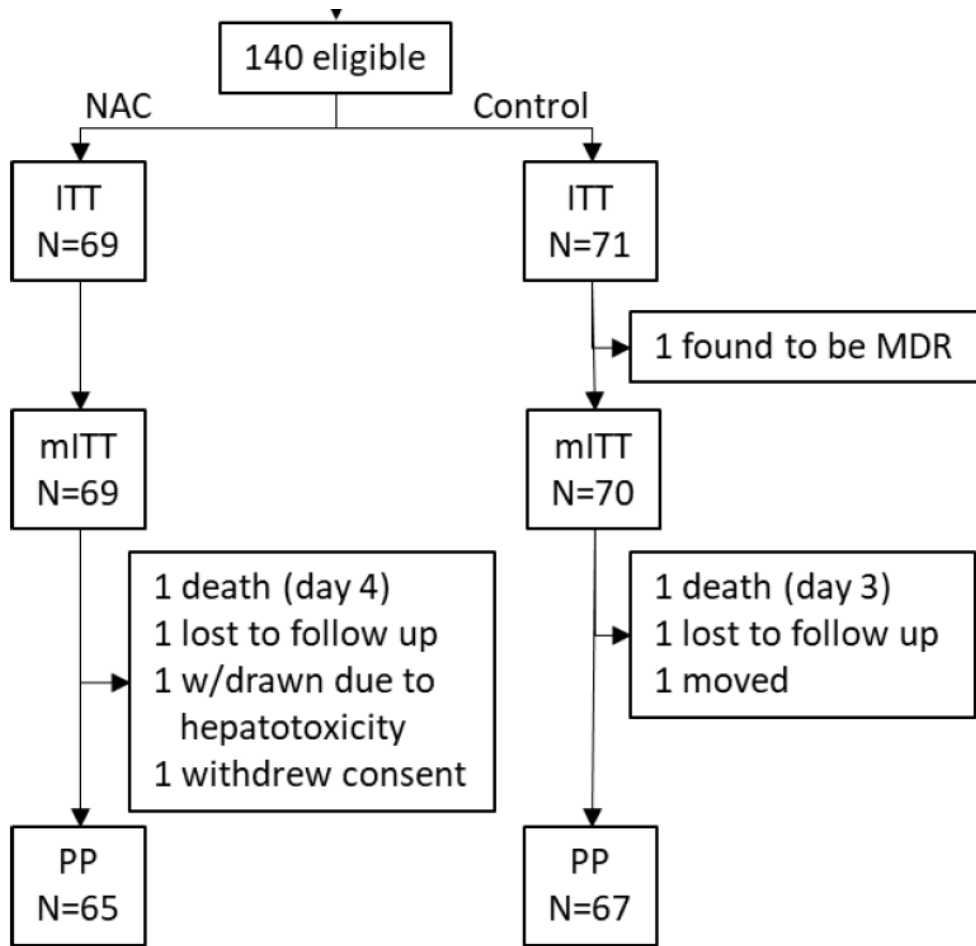 140 eligible
NAC
Control
ITT
N=69
ITT
N=71
1 found to be MDR
mITT
N=69
mITT
N=70
1 death (day 4)
1 lost to follow up
1 w/drawn due to
hepatotoxicity
1 withdrew consent
1 death (day 3)
1 lost to follow up
1 moved
PP
N=65
PP
N=67